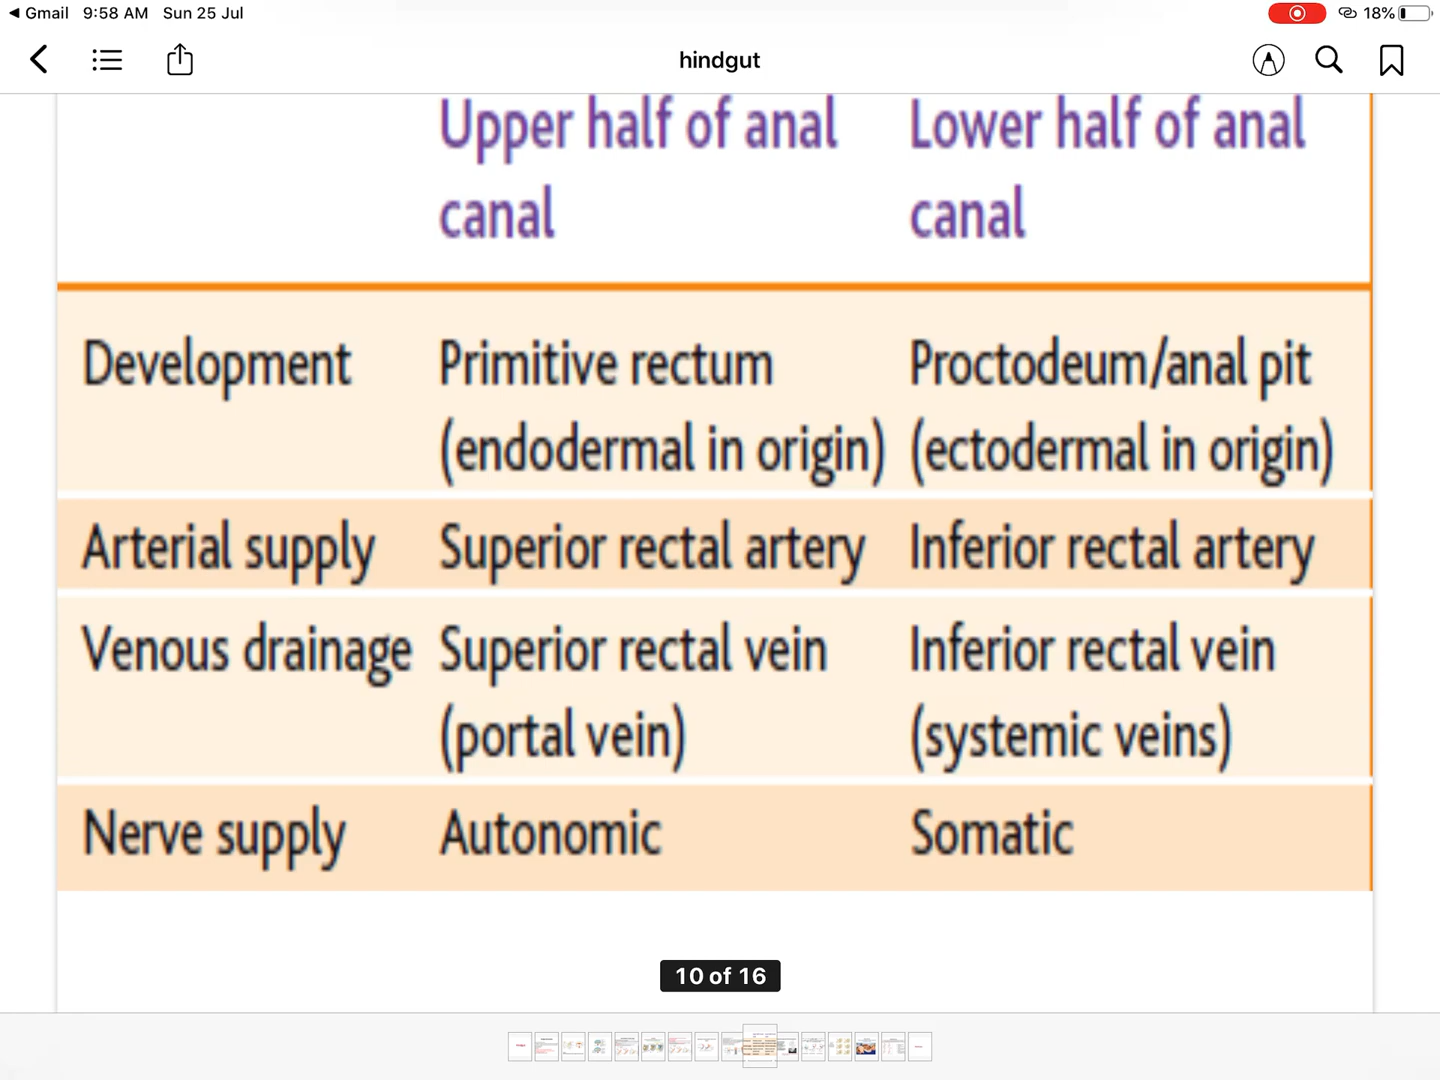 Gmail 9:58 AM Sun 25 Jul 18%
hindgut
Upper half of anal canal
Lower half of anal canal
Development
Primitive rectum
(endodermal in origin)
Proctodeum/anal pit
(ectodermal in origin)
Arterial supply Superior rectal artery Inferior rectal artery
Venous drainage
Superior rectal vein
(portal vein)
Inferior rectal vein
(systemic veins)
Nerve supply Autonomic Somatic
10 of 16